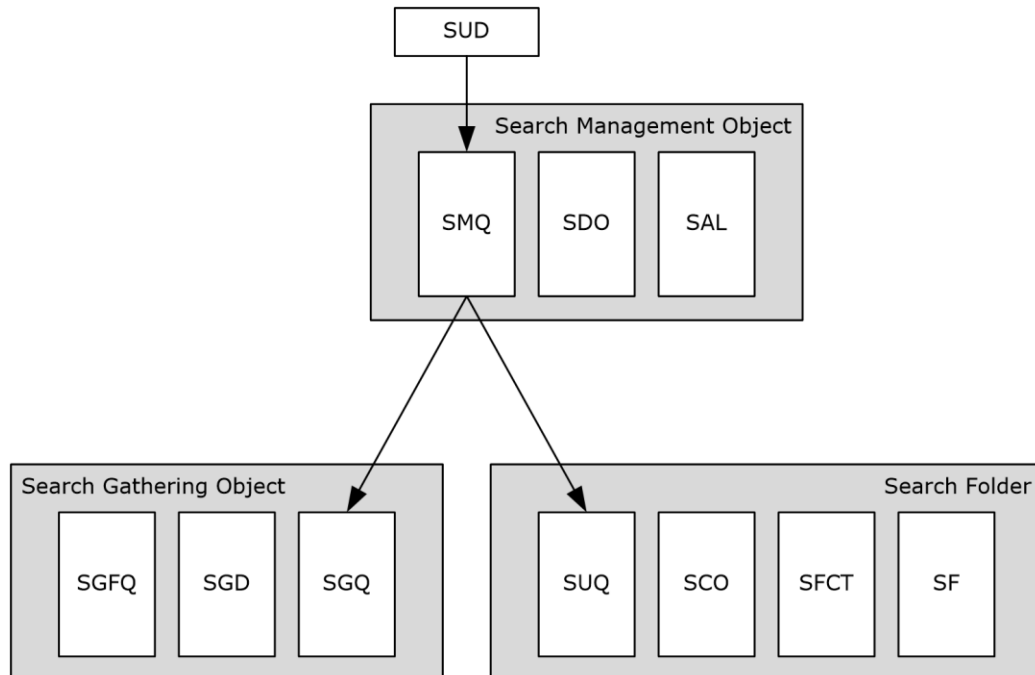 SUD
Search Management Object
SMQ
SDO
SAL
Search Gathering Object
SGFQ
SGD
SGQ
Search Folder
SUQ
SCO
SFCT
SF